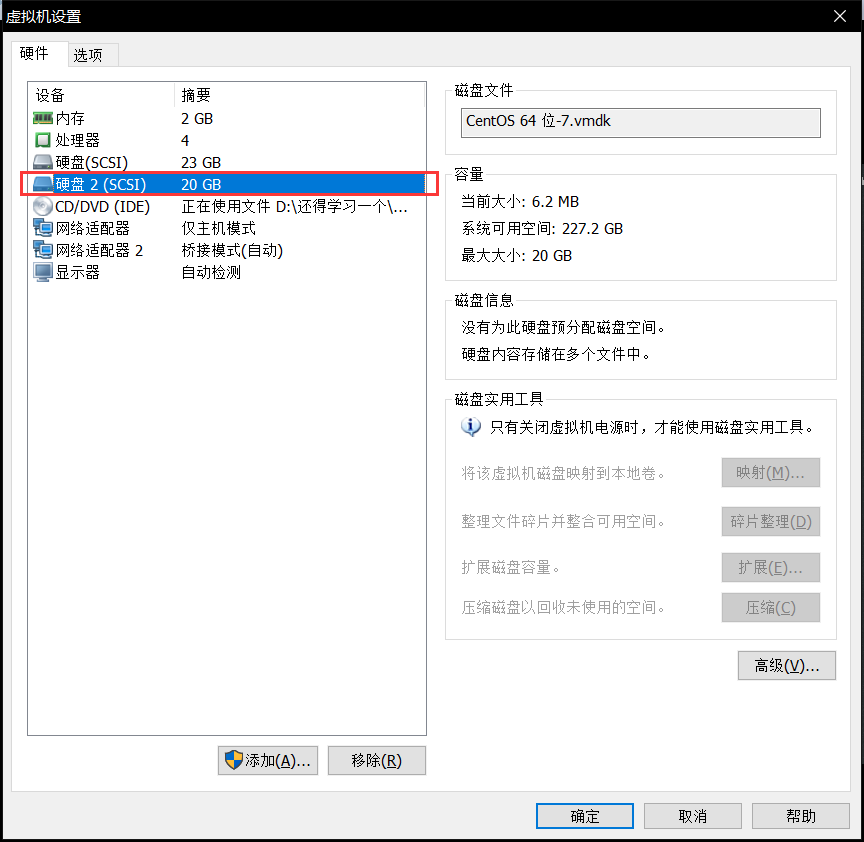 虚拟机设置
硬件 选项
设备 摘要
内存 2 GB
处理器 4
硬盘(SCSI) 23 GB
硬盘 2 (SCSI) 20 GB
CD/DVD (IDE) 正在使用文件 D:\还得学习一个\...
网络适配器 仅主机模式
网络适配器 2 桥接模式(自动)
显示器 自动检测
添加(A)... 移除(R)
磁盘文件
CentOS 64 位-7.vmdk
容量
当前大小: 6.2 MB
系统可用空间: 227.2 GB
最大大小: 20 GB
磁盘信息
没有为此硬盘预分配磁盘空间。
硬盘内容存储在多个文件中。
磁盘实用工具
只有关闭虚拟机电源时，才能使用磁盘实用工具。
将该虚拟机磁盘映射到本地卷。 映射(M)...
整理文件碎片并整合可用空间。 碎片整理(D)
扩展磁盘容量。 扩展(E)...
压缩磁盘以回收未使用的空间。 压缩(C)
高级(V)...
确定 取消 帮助